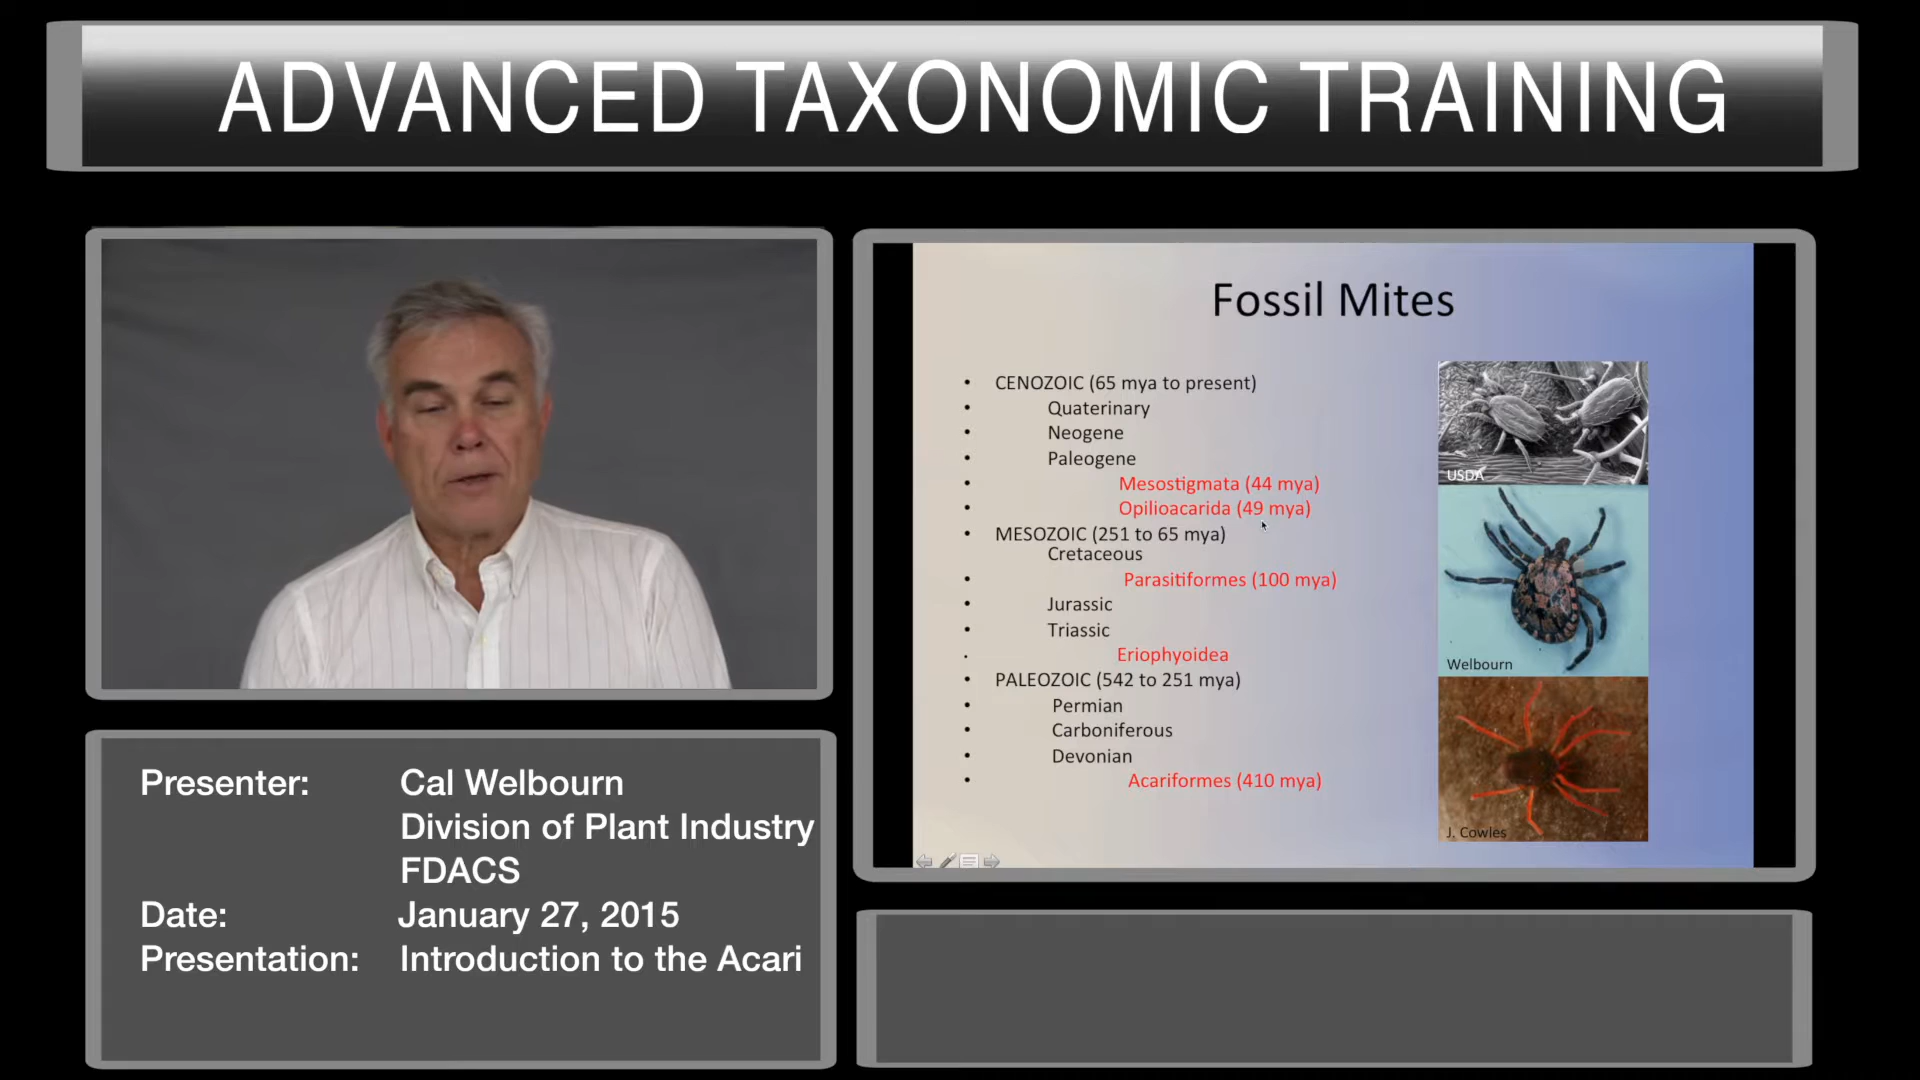 ADVANCED TAXONOMIC TRAINING
Fossil Mites
• CENOZOIC (65 mya to present)
• Quaterinary
• Neogene
• Paleogene
• Mesostigmata (44 mya)
• Opilioacarida (49 mya)
• MESOZOIC (251 to 65 mya)
Cretaceous
• Parasitiformes (100 mya)
• Jurassic
• Triassic
• Eriophyoidea
• PALEOZOIC (542 to 251 mya)
• Permian
• Carboniferous
• Devonian
• Acariformes (410 mya)
USDA
Welbourn
J. Cowles
Presenter: Cal Welbourn
Division of Plant Industry
FDACS
Date: January 27, 2015
Presentation: Introduction to the Acari